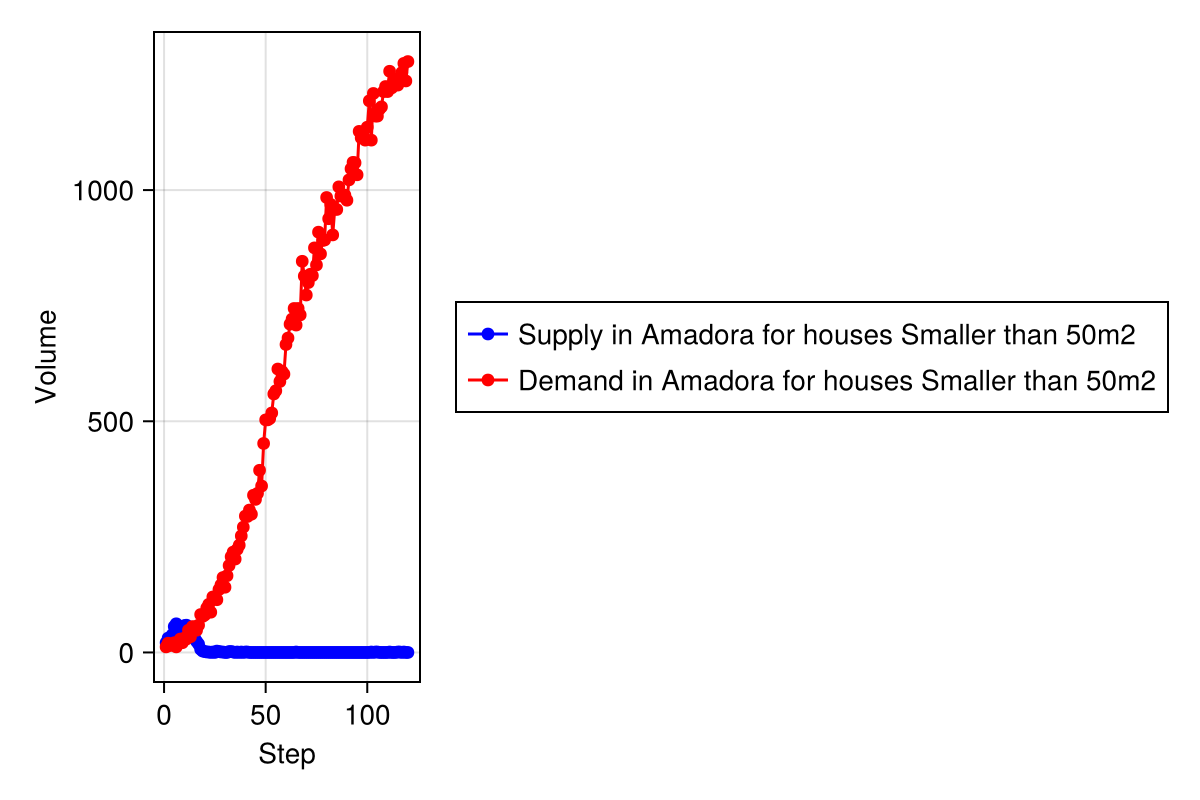 Volume
1000
500
0
0 50 100
Step
Supply in Amadora for houses Smaller than 50m2
Demand in Amadora for houses Smaller than 50m2